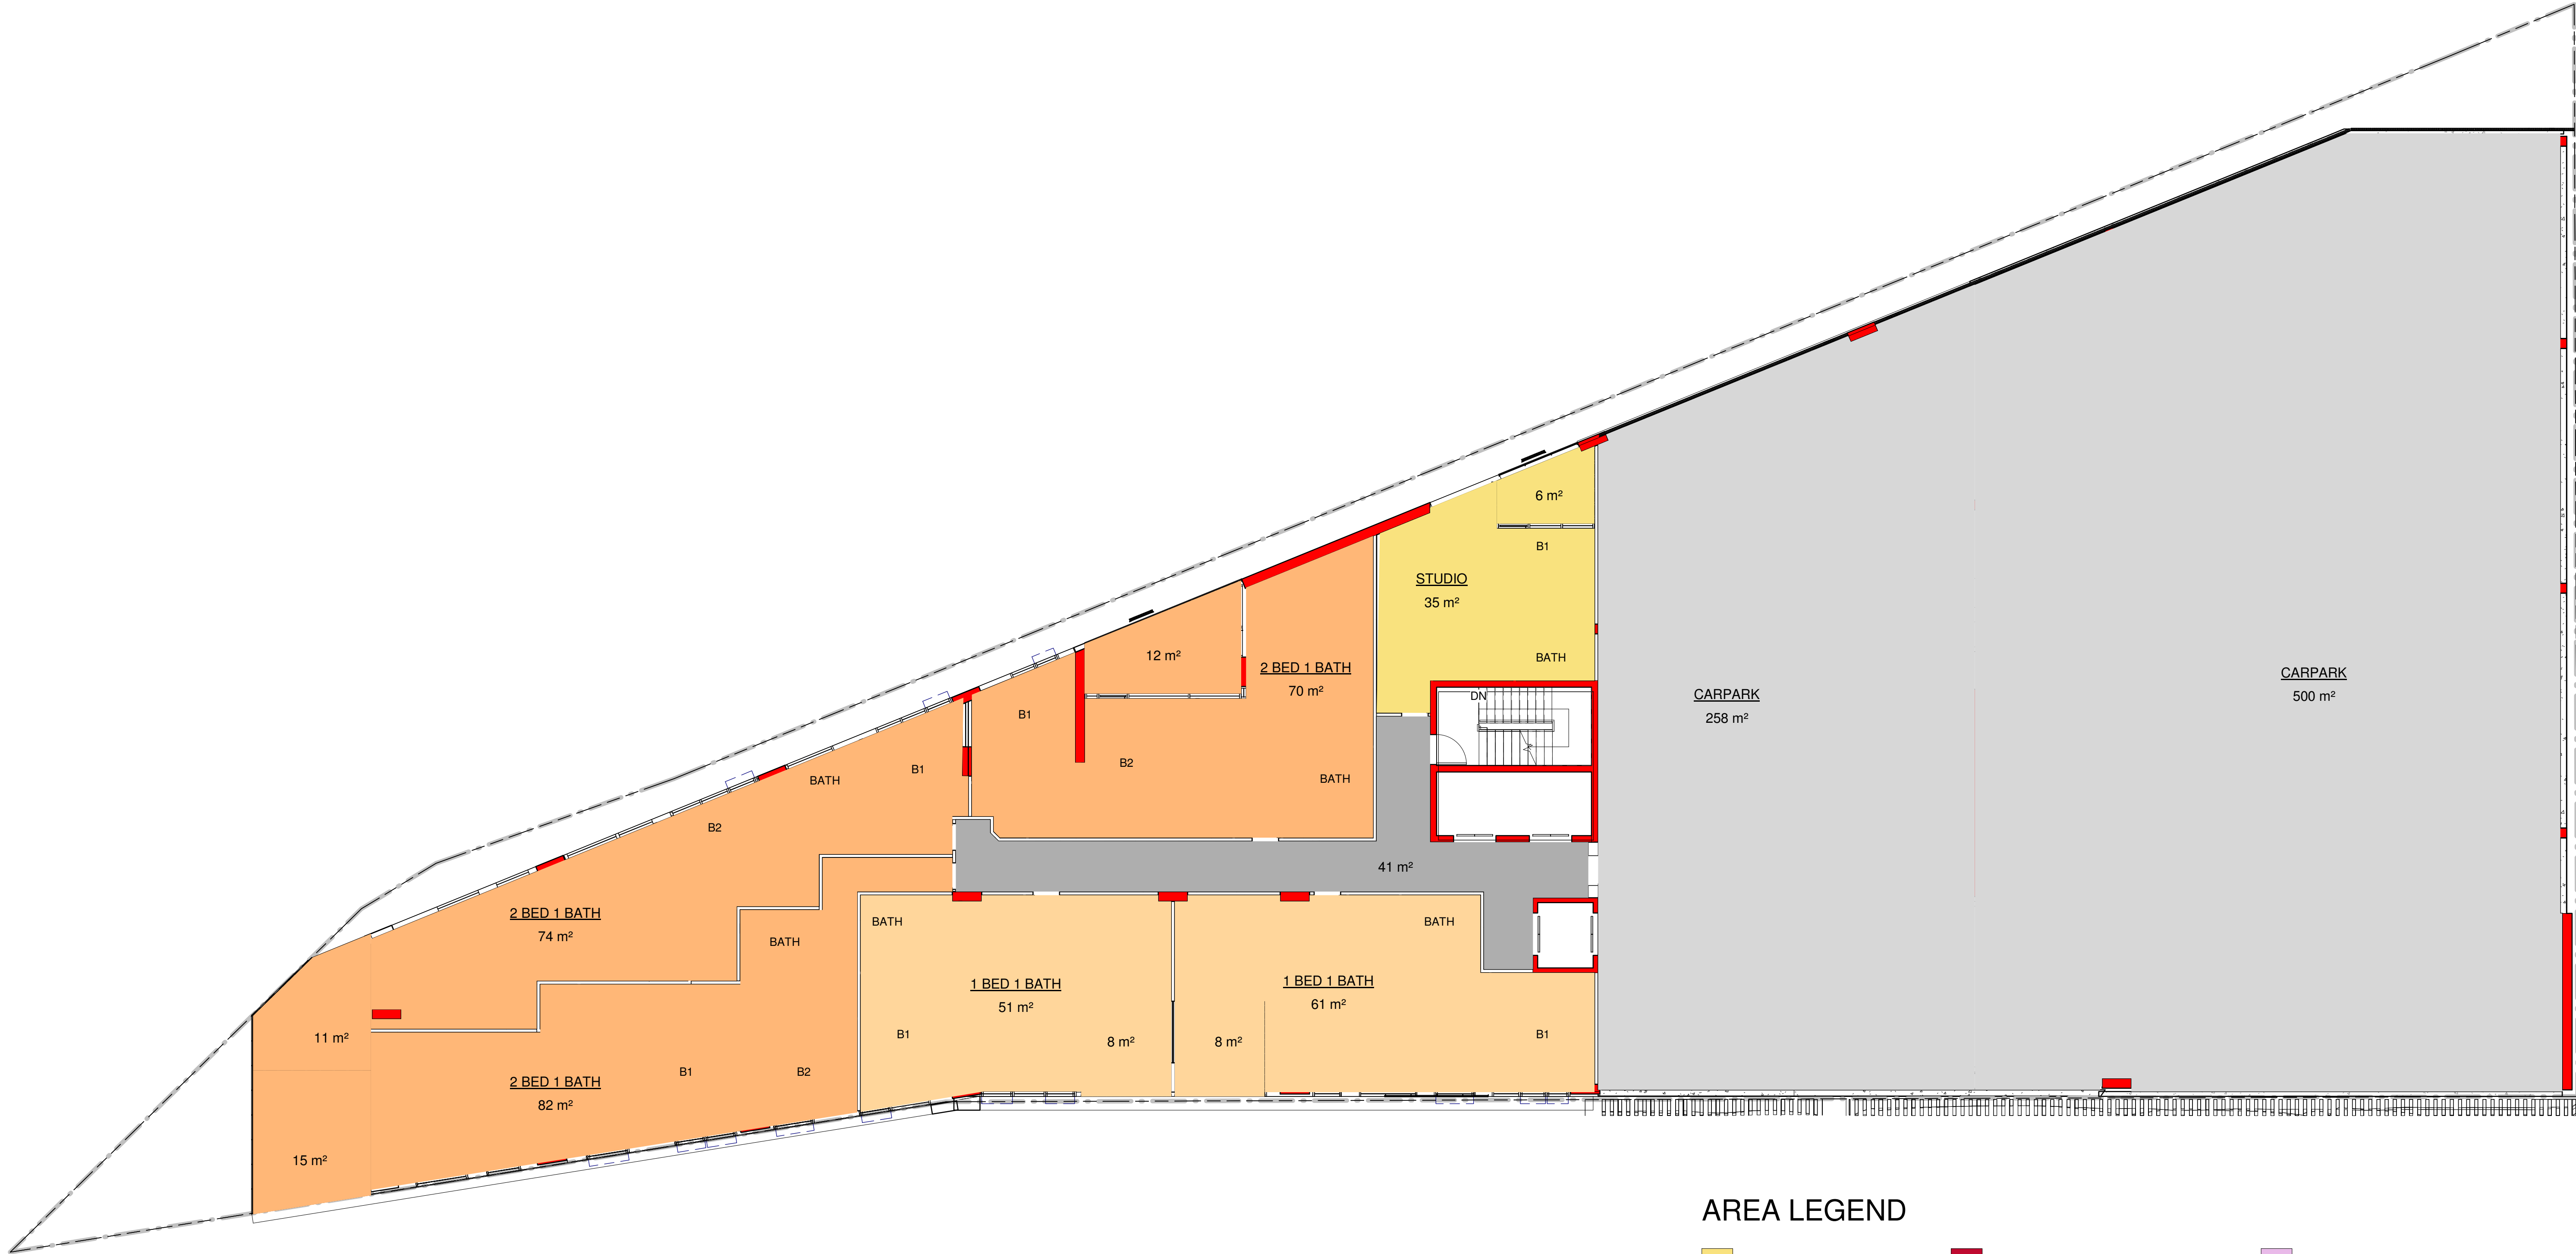 6 m²
B1
STUDIO
35 m²
BATH
12 m²
2 BED 1 BATH
70 m²
B1
B2
BATH
DN
CARPARK
258 m²
CARPARK
500 m²
BATH
B1
B2
2 BED 1 BATH
74 m²
11 m²
41 m²
BATH
2 BED 1 BATH
82 m²
B1
B2
15 m²
BATH
1 BED 1 BATH
51 m²
B1
8 m²
BATH
1 BED 1 BATH
61 m²
8 m²
B1
AREA LEGEND